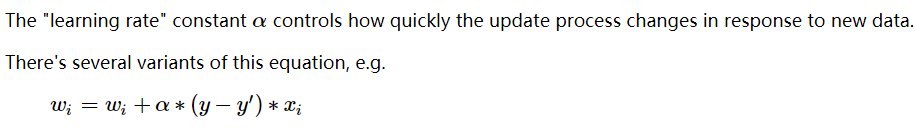 The "learning rate" constant α controls how quickly the update process changes in response to new data.
There's several variants of this equation, e.g.
wᵢ = wᵢ + α * (y − y′) * xᵢ